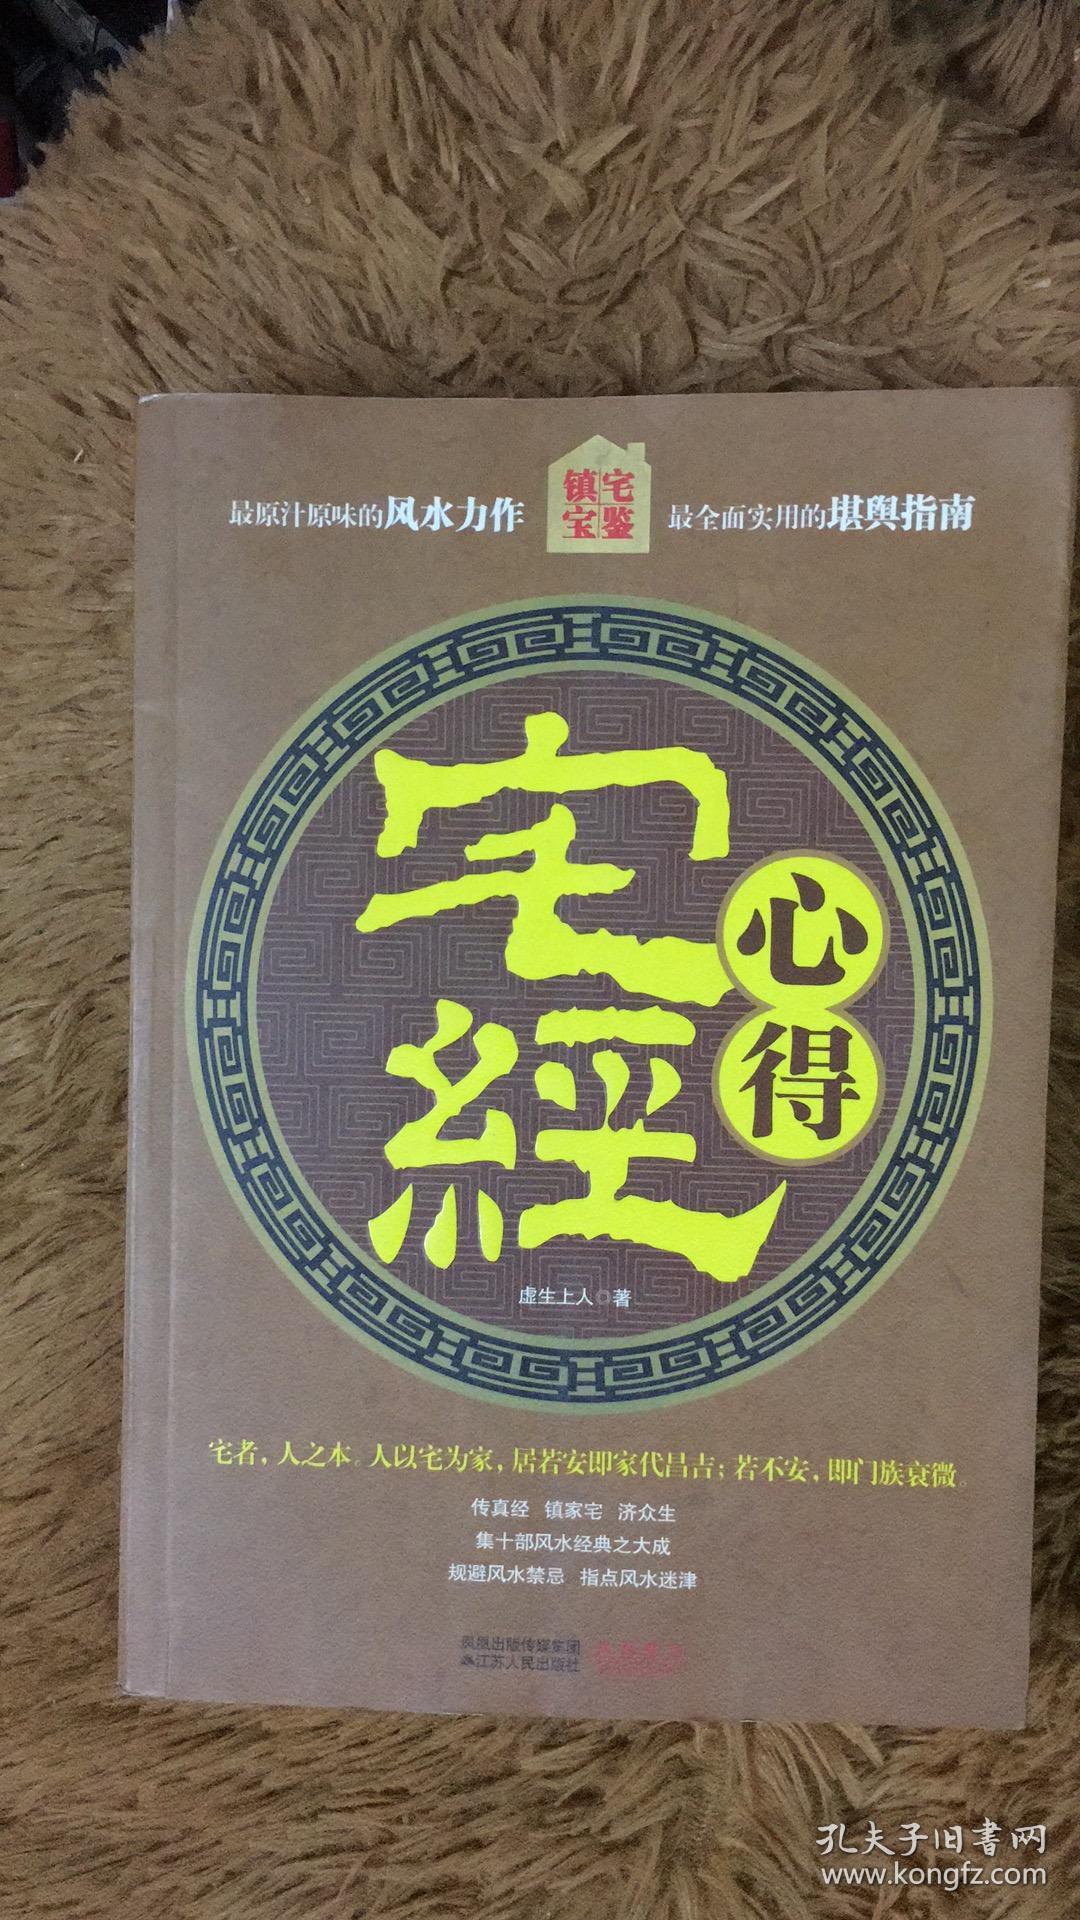 最原汁原味的风水力作
镇宅
宝鉴
最全面实用的堪舆指南
宅
經
心
得
虚生上人◎著
宅者，人之本。人以宅为家，居若安即家代昌吉；若不安，即门族衰微。
传真经 镇家宅 济众生
集十部风水经典之大成
规避风水禁忌 指点风水迷津
凤凰出版传媒集团
江苏人民出版社
孔夫子旧書网
www.kongfz.com